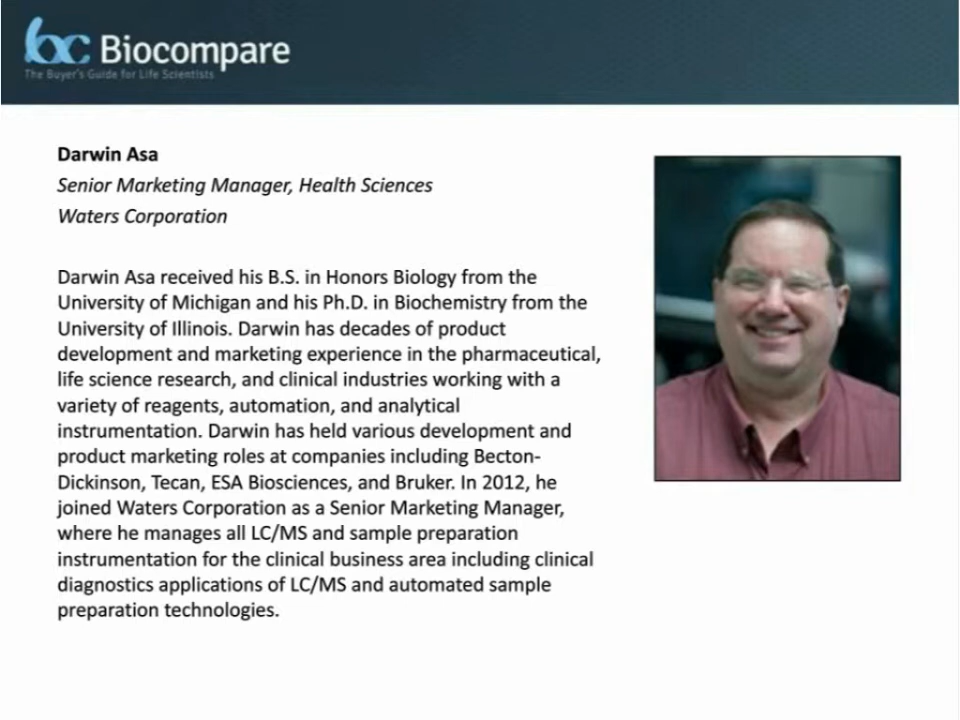 bc Biocompare
The Buyer's Guide for Life Scientists
Darwin Asa
Senior Marketing Manager, Health Sciences
Waters Corporation
Darwin Asa received his B.S. in Honors Biology from the
University of Michigan and his Ph.D. in Biochemistry from the
University of Illinois. Darwin has decades of product
development and marketing experience in the pharmaceutical,
life science research, and clinical industries working with a
variety of reagents, automation, and analytical
instrumentation. Darwin has held various development and
product marketing roles at companies including Becton-
Dickinson, Tecan, ESA Biosciences, and Bruker. In 2012, he
joined Waters Corporation as a Senior Marketing Manager,
where he manages all LC/MS and sample preparation
instrumentation for the clinical business area including clinical
diagnostics applications of LC/MS and automated sample
preparation technologies.